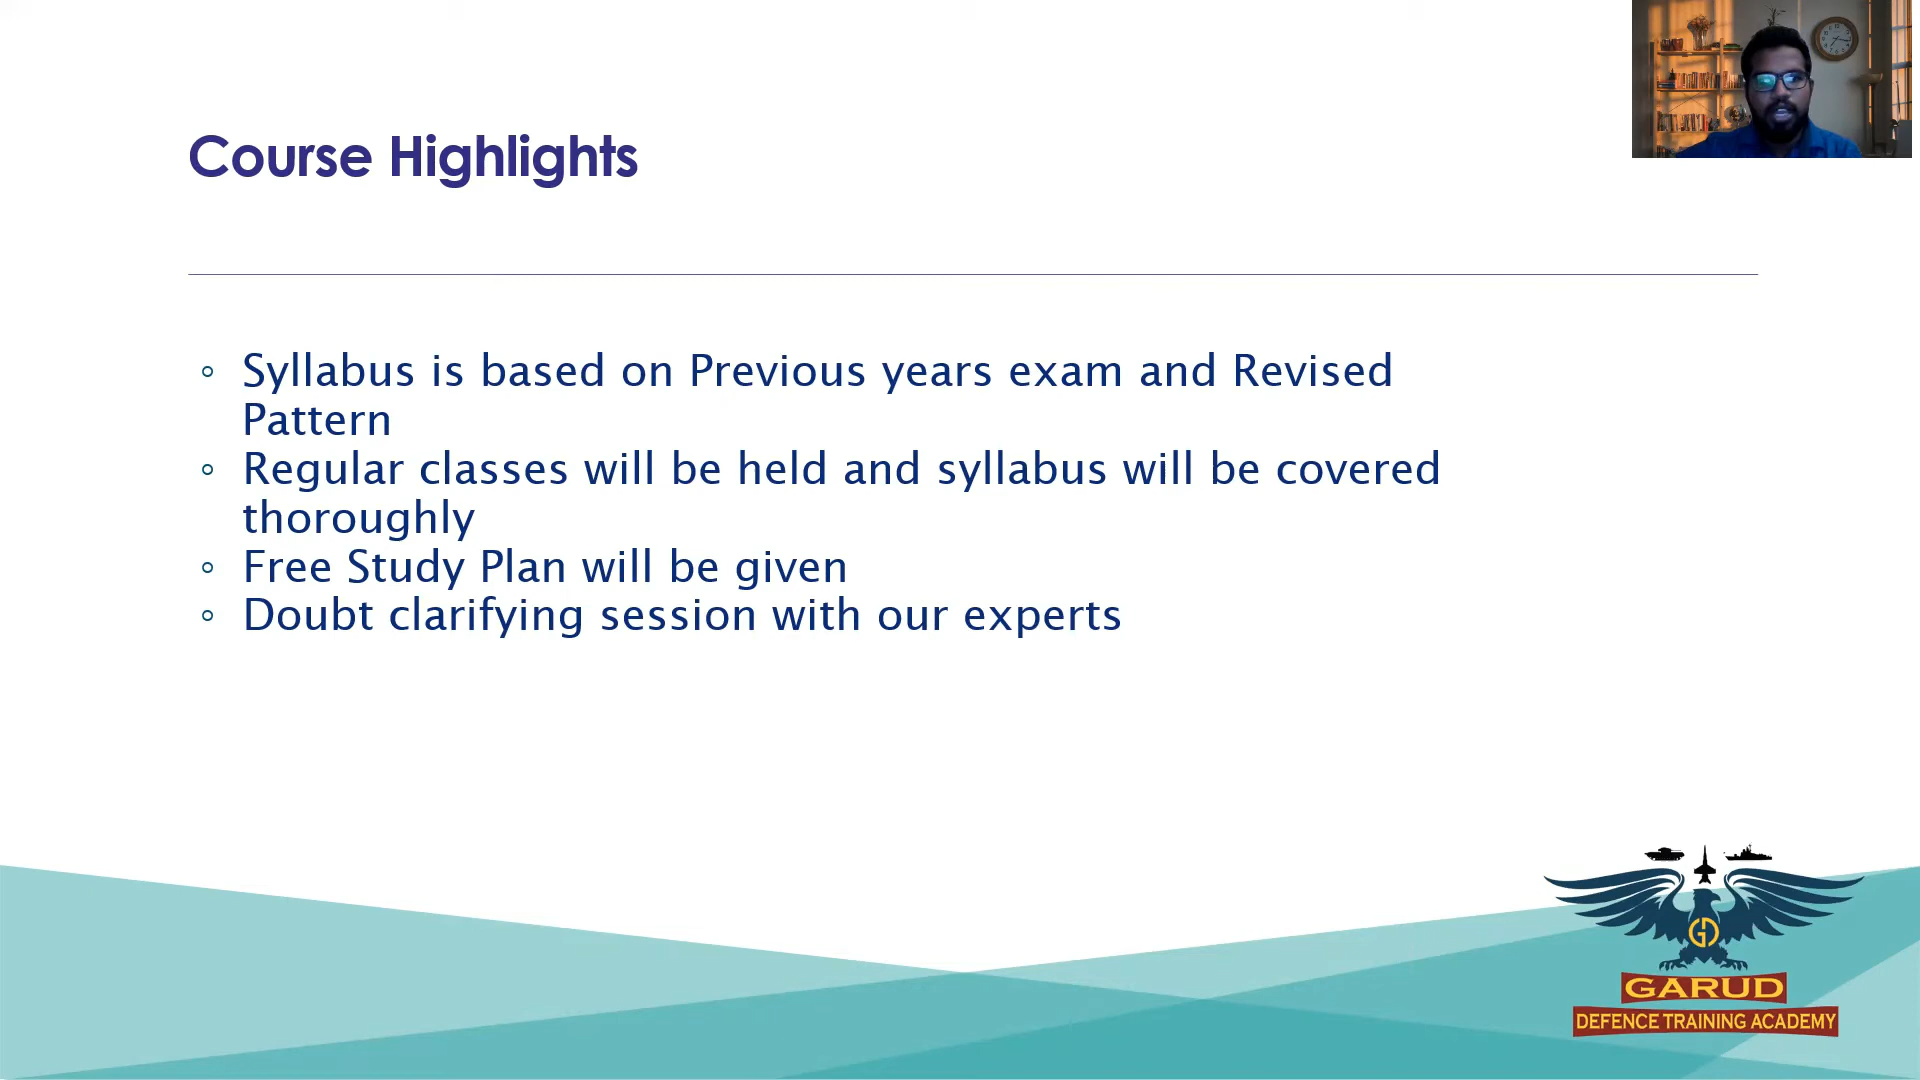 Course Highlights
◦ Syllabus is based on Previous years exam and Revised
Pattern
◦ Regular classes will be held and syllabus will be covered
thoroughly
◦ Free Study Plan will be given
◦ Doubt clarifying session with our experts
GD
GARUD
DEFENCE TRAINING ACADEMY